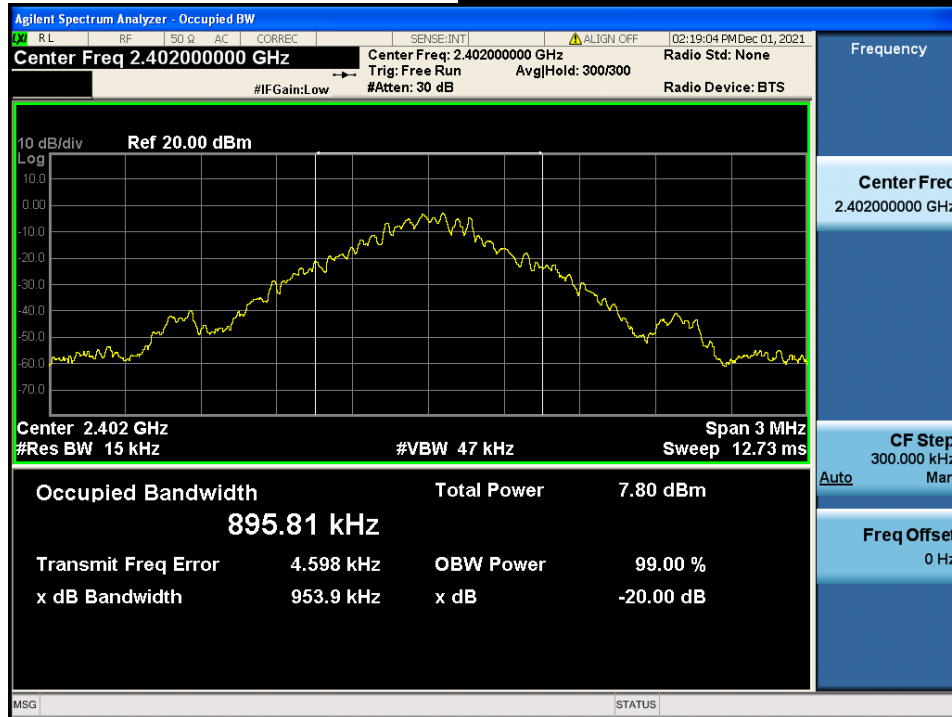 Agilent Spectrum Analyzer - Occupied BW
LXI RL RF 50 Ω AC CORREC SENSE:INT ALIGN OFF 02:19:04 PM Dec 01, 2021
Center Freq 2.402000000 GHz
Center Freq: 2.402000000 GHz Radio Std: None
Trig: Free Run Avg|Hold: 300/300
#IFGain:Low #Atten: 30 dB Radio Device: BTS
10 dB/div Ref 20.00 dBm
Log
10.0
0.00
-10.0
-20.0
-30.0
-40.0
-50.0
-60.0
-70.0
Center 2.402 GHz Span 3 MHz
#Res BW 15 kHz #VBW 47 kHz Sweep 12.73 ms
Occupied Bandwidth Total Power 7.80 dBm
895.81 kHz
Transmit Freq Error 4.598 kHz OBW Power 99.00 %
x dB Bandwidth 953.9 kHz x dB -20.00 dB
MSG STATUS
Frequency
Center Freq
2.402000000 GHz
CF Step
300.000 kHz
Auto Man
Freq Offset
0 Hz